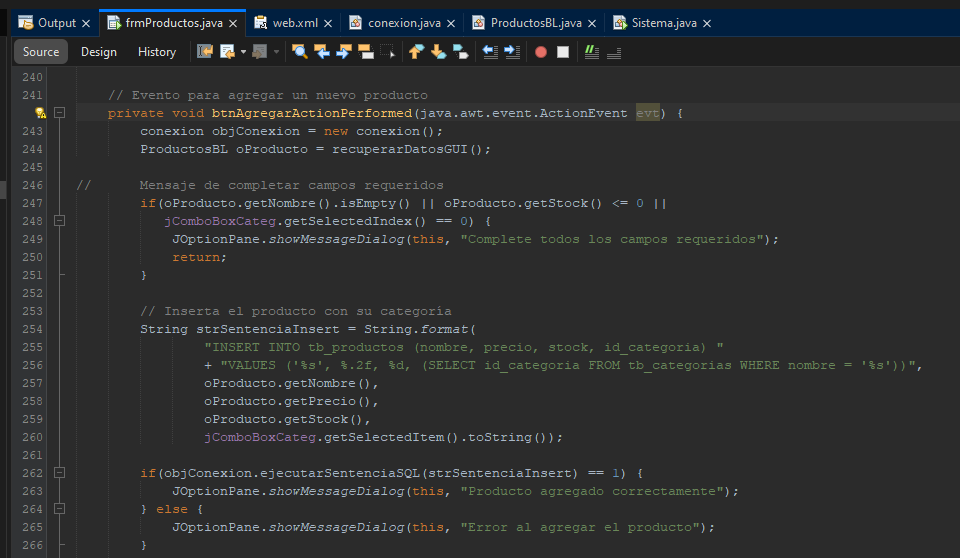 Output frmProductos.java web.xml conexion.java ProductosBL.java Sistema.java
Source Design History
240
241 // Evento para agregar un nuevo producto
private void btnAgregarActionPerformed(java.awt.event.ActionEvent evt) {
243 conexion objConexion = new conexion();
244 ProductosBL oProducto = recuperarDatosGUI();
245
246 // Mensaje de completar campos requeridos
247 if(oProducto.getNombre().isEmpty() || oProducto.getStock() <= 0 ||
248 jComboBoxCateg.getSelectedIndex() == 0) {
249 JOptionPane.showMessageDialog(this, "Complete todos los campos requeridos");
250 return;
251 }
252
253 // Inserta el producto con su categoría
254 String strSentenciaInsert = String.format(
255 "INSERT INTO tb_productos (nombre, precio, stock, id_categoria) "
256 + "VALUES ('%s', %.2f, %d, (SELECT id_categoria FROM tb_categorias WHERE nombre = '%s'))",
257 oProducto.getNombre(),
258 oProducto.getPrecio(),
259 oProducto.getStock(),
260 jComboBoxCateg.getSelectedItem().toString());
261
262 if(objConexion.ejecutarSentenciaSQL(strSentenciaInsert) == 1) {
263 JOptionPane.showMessageDialog(this, "Producto agregado correctamente");
264 } else {
265 JOptionPane.showMessageDialog(this, "Error al agregar el producto");
266 }